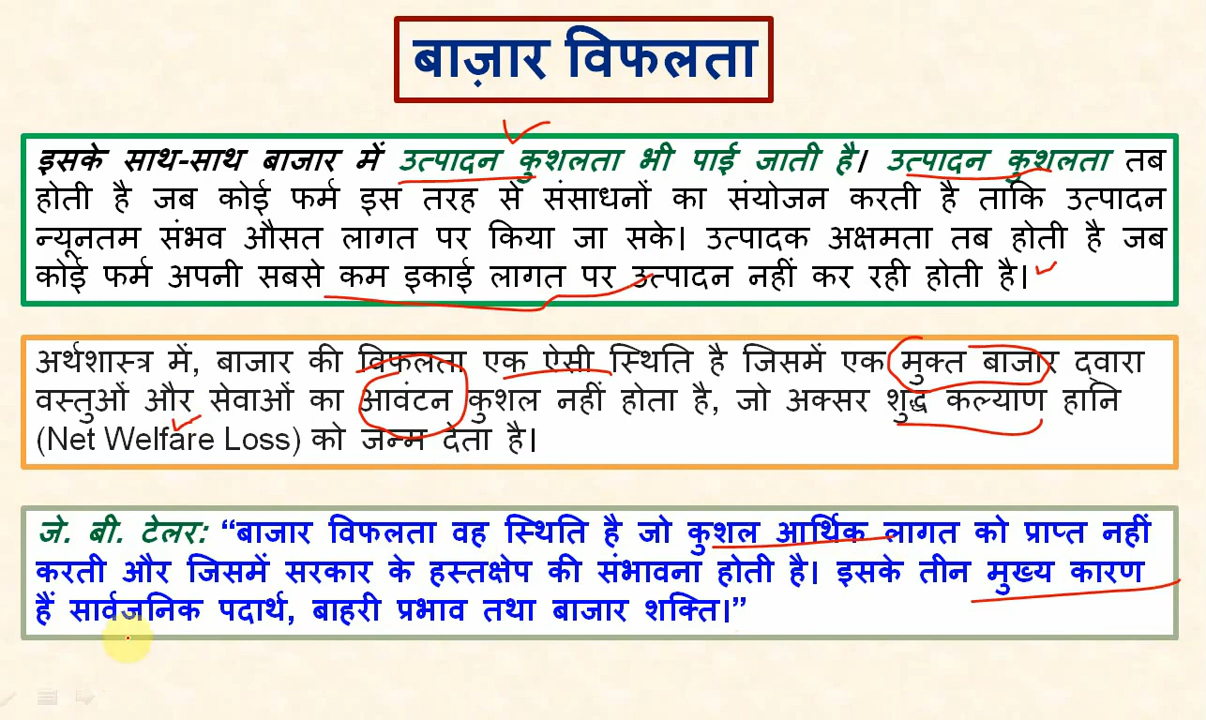 बाज़ार विफलता
इसके साथ-साथ बाजार में उत्पादन कुशलता भी पाई जाती है। उत्पादन कुशलता तब
होती है जब कोई फर्म इस तरह से संसाधनों का संयोजन करती है ताकि उत्पादन
न्यूनतम संभव औसत लागत पर किया जा सके। उत्पादक अक्षमता तब होती है जब
कोई फर्म अपनी सबसे कम इकाई लागत पर उत्पादन नहीं कर रही होती है।
अर्थशास्त्र में, बाजार की विफलता एक ऐसी स्थिति है जिसमें एक मुक्त बाजार द्वारा
वस्तुओं और सेवाओं का आवंटन कुशल नहीं होता है, जो अक्सर शुद्ध कल्याण हानि
(Net Welfare Loss) को जन्म देता है।
जे. बी. टेलर: “बाजार विफलता वह स्थिति है जो कुशल आर्थिक लागत को प्राप्त नहीं
करती और जिसमें सरकार के हस्तक्षेप की संभावना होती है। इसके तीन मुख्य कारण
हैं सार्वजनिक पदार्थ, बाहरी प्रभाव तथा बाजार शक्ति।”